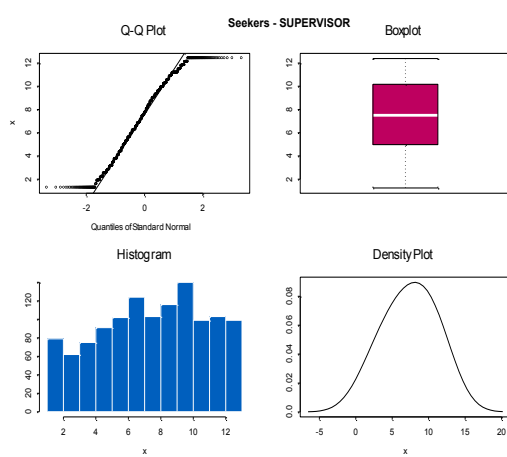 Seekers - SUPERVISOR
Q-Q Plot
x
2 4 6 8 10 12
-2 0 2
Quantiles of Standard Normal
Boxplot
2 4 6 8 10 12
Histogram
0 20 40 60 80 120
2 4 6 8 10 12
x
Density Plot
0.0 0.02 0.04 0.06 0.08
-5 0 5 10 15 20
x